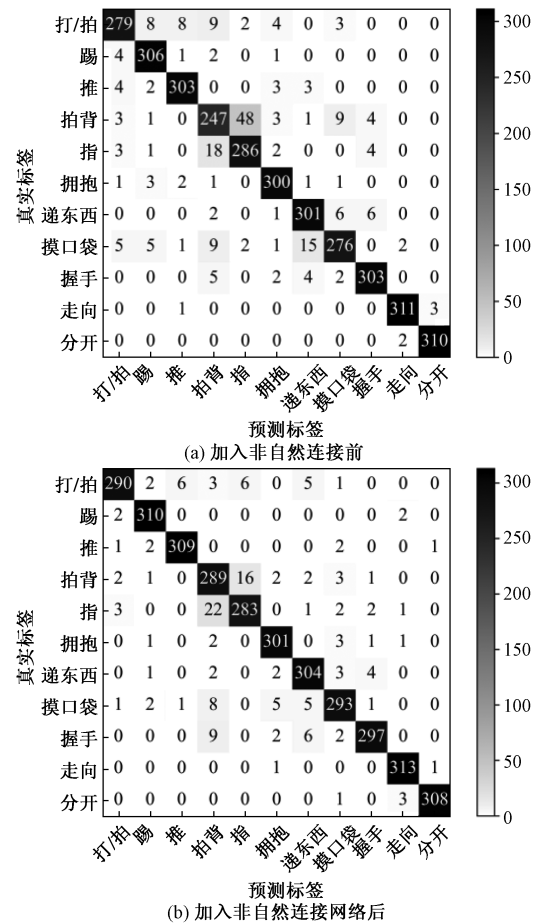 打/拍 279 8 8 9 2 4 0 3 0 0 0
踢 4 306 1 2 0 1 0 0 0 0 0
推 4 2 303 0 0 3 3 0 0 0 0
拍背 3 1 0 247 48 3 1 9 4 0 0
指 3 1 0 18 286 2 0 0 4 0 0
拥抱 1 3 2 1 0 300 1 1 0 0 0
递东西 0 0 0 2 0 1 301 6 6 0 0
摸口袋 5 5 1 9 2 1 15 276 0 2 0
握手 0 0 0 5 0 2 4 2 303 0 0
走向 0 0 1 0 0 0 0 0 0 311 3
分开 0 0 0 0 0 0 0 0 0 2 310
真实标签
300
250
200
150
100
50
0
打/拍 踢 推 拍背 指 拥抱 递东西 摸口袋 握手 走向 分开
预测标签
(a) 加入非自然连接前
打/拍 290 2 6 3 6 0 5 1 0 0 0
踢 2 310 0 0 0 0 0 0 0 2 0
推 1 2 309 0 0 0 0 2 0 0 1
拍背 2 1 0 289 16 2 2 3 1 0 0
指 3 0 0 22 283 0 1 2 2 1 0
拥抱 0 1 0 2 0 301 0 3 1 1 0
递东西 0 1 0 2 0 2 304 3 4 0 0
摸口袋 1 2 1 8 0 5 5 293 1 0 0
握手 0 0 0 9 0 2 6 2 297 0 0
走向 0 0 0 0 0 1 0 0 0 313 1
分开 0 0 0 0 0 0 0 1 0 3 308
真实标签
300
250
200
150
100
50
0
打/拍 踢 推 拍背 指 拥抱 递东西 摸口袋 握手 走向 分开
预测标签
(b) 加入非自然连接网络后